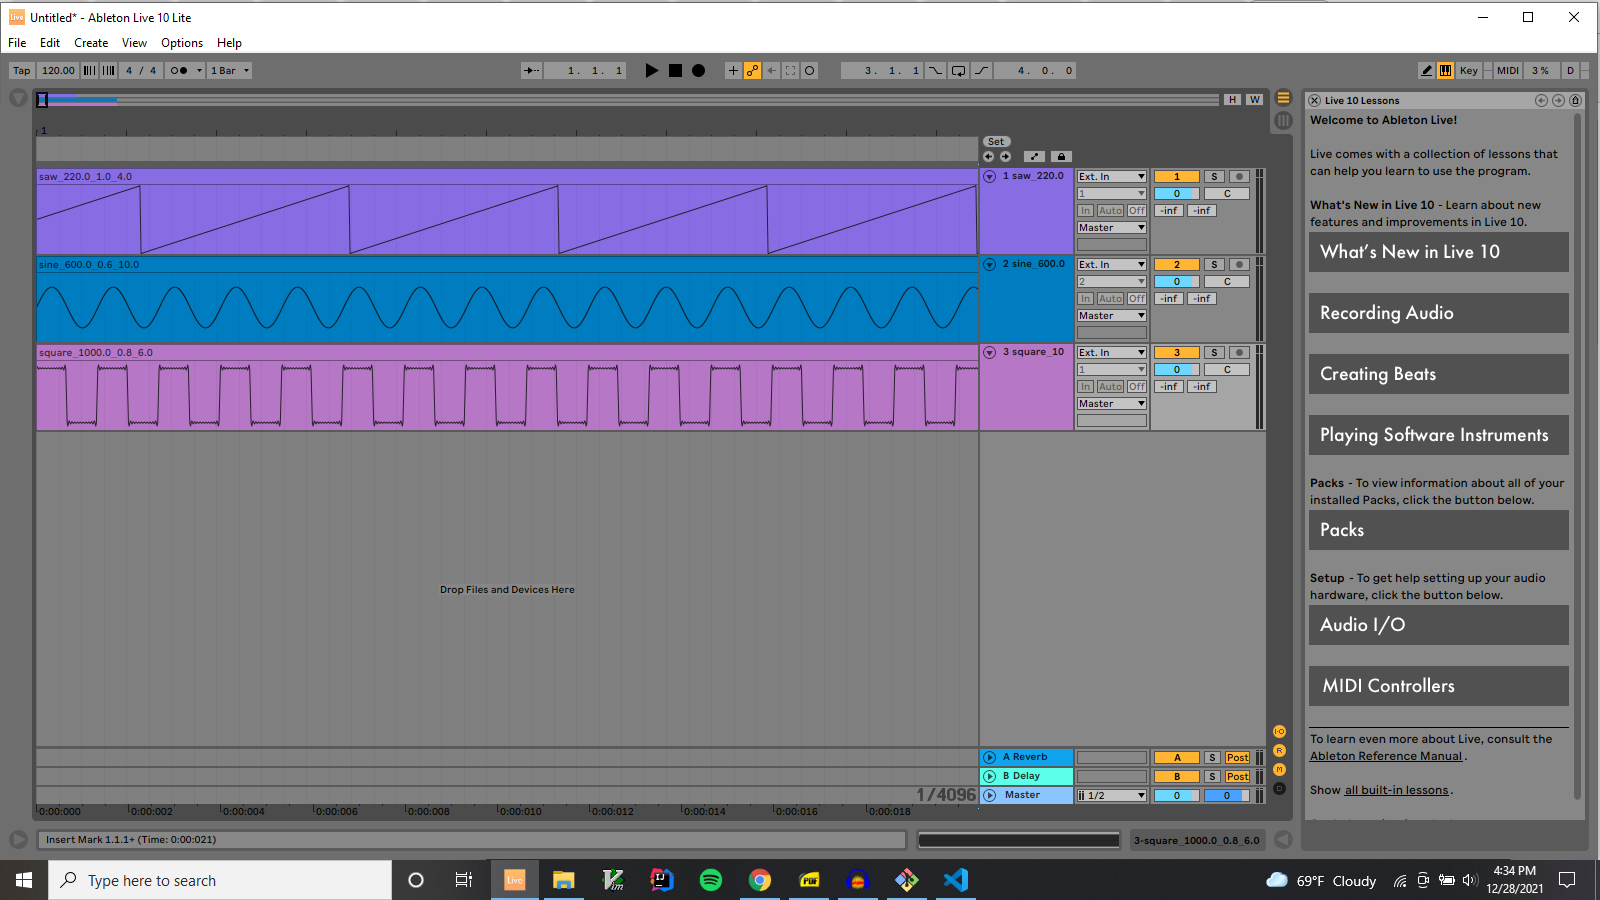 Untitled* - Ableton Live 10 Lite
File Edit Create View Options Help
Tap 120.00 4 / 4 1 Bar 1. 1. 1 3. 1. 1 4. 0. 0 Key MIDI 3 % D
H W
1
Set
saw_220.0_1.0_4.0
1 saw_220.0 Ext. In 1 S
1 0 C
In Auto Off -inf -inf
Master
sine_600.0_0.6_10.0
2 sine_600.0 Ext. In 2 S
2 0 C
In Auto Off -inf -inf
Master
square_1000.0_0.8_6.0
3 square_10 Ext. In 3 S
1 0 C
In Auto Off -inf -inf
Master
Drop Files and Devices Here
A Reverb A S Post
B Delay B S Post
1/4096 Master 1/2 0 0
0:00:000 0:00:002 0:00:004 0:00:006 0:00:008 0:00:010 0:00:012 0:00:014 0:00:016 0:00:018
I·O
R
M
D
Insert Mark 1.1.1+ (Time: 0:00:021)
3-square_1000.0_0.8_6.0
Live 10 Lessons
Welcome to Ableton Live!
Live comes with a collection of lessons that
can help you learn to use the program.
What's New in Live 10 - Learn about new
features and improvements in Live 10.
What's New in Live 10
Recording Audio
Creating Beats
Playing Software Instruments
Packs - To view information about all of your
installed Packs, click the button below.
Packs
Setup - To get help setting up your audio
hardware, click the button below.
Audio I/O
MIDI Controllers
To learn even more about Live, consult the
Ableton Reference Manual.
Show all built-in lessons.
Type here to search
Live
Vim
IJ
PDF
69°F Cloudy
4:34 PM
12/28/2021